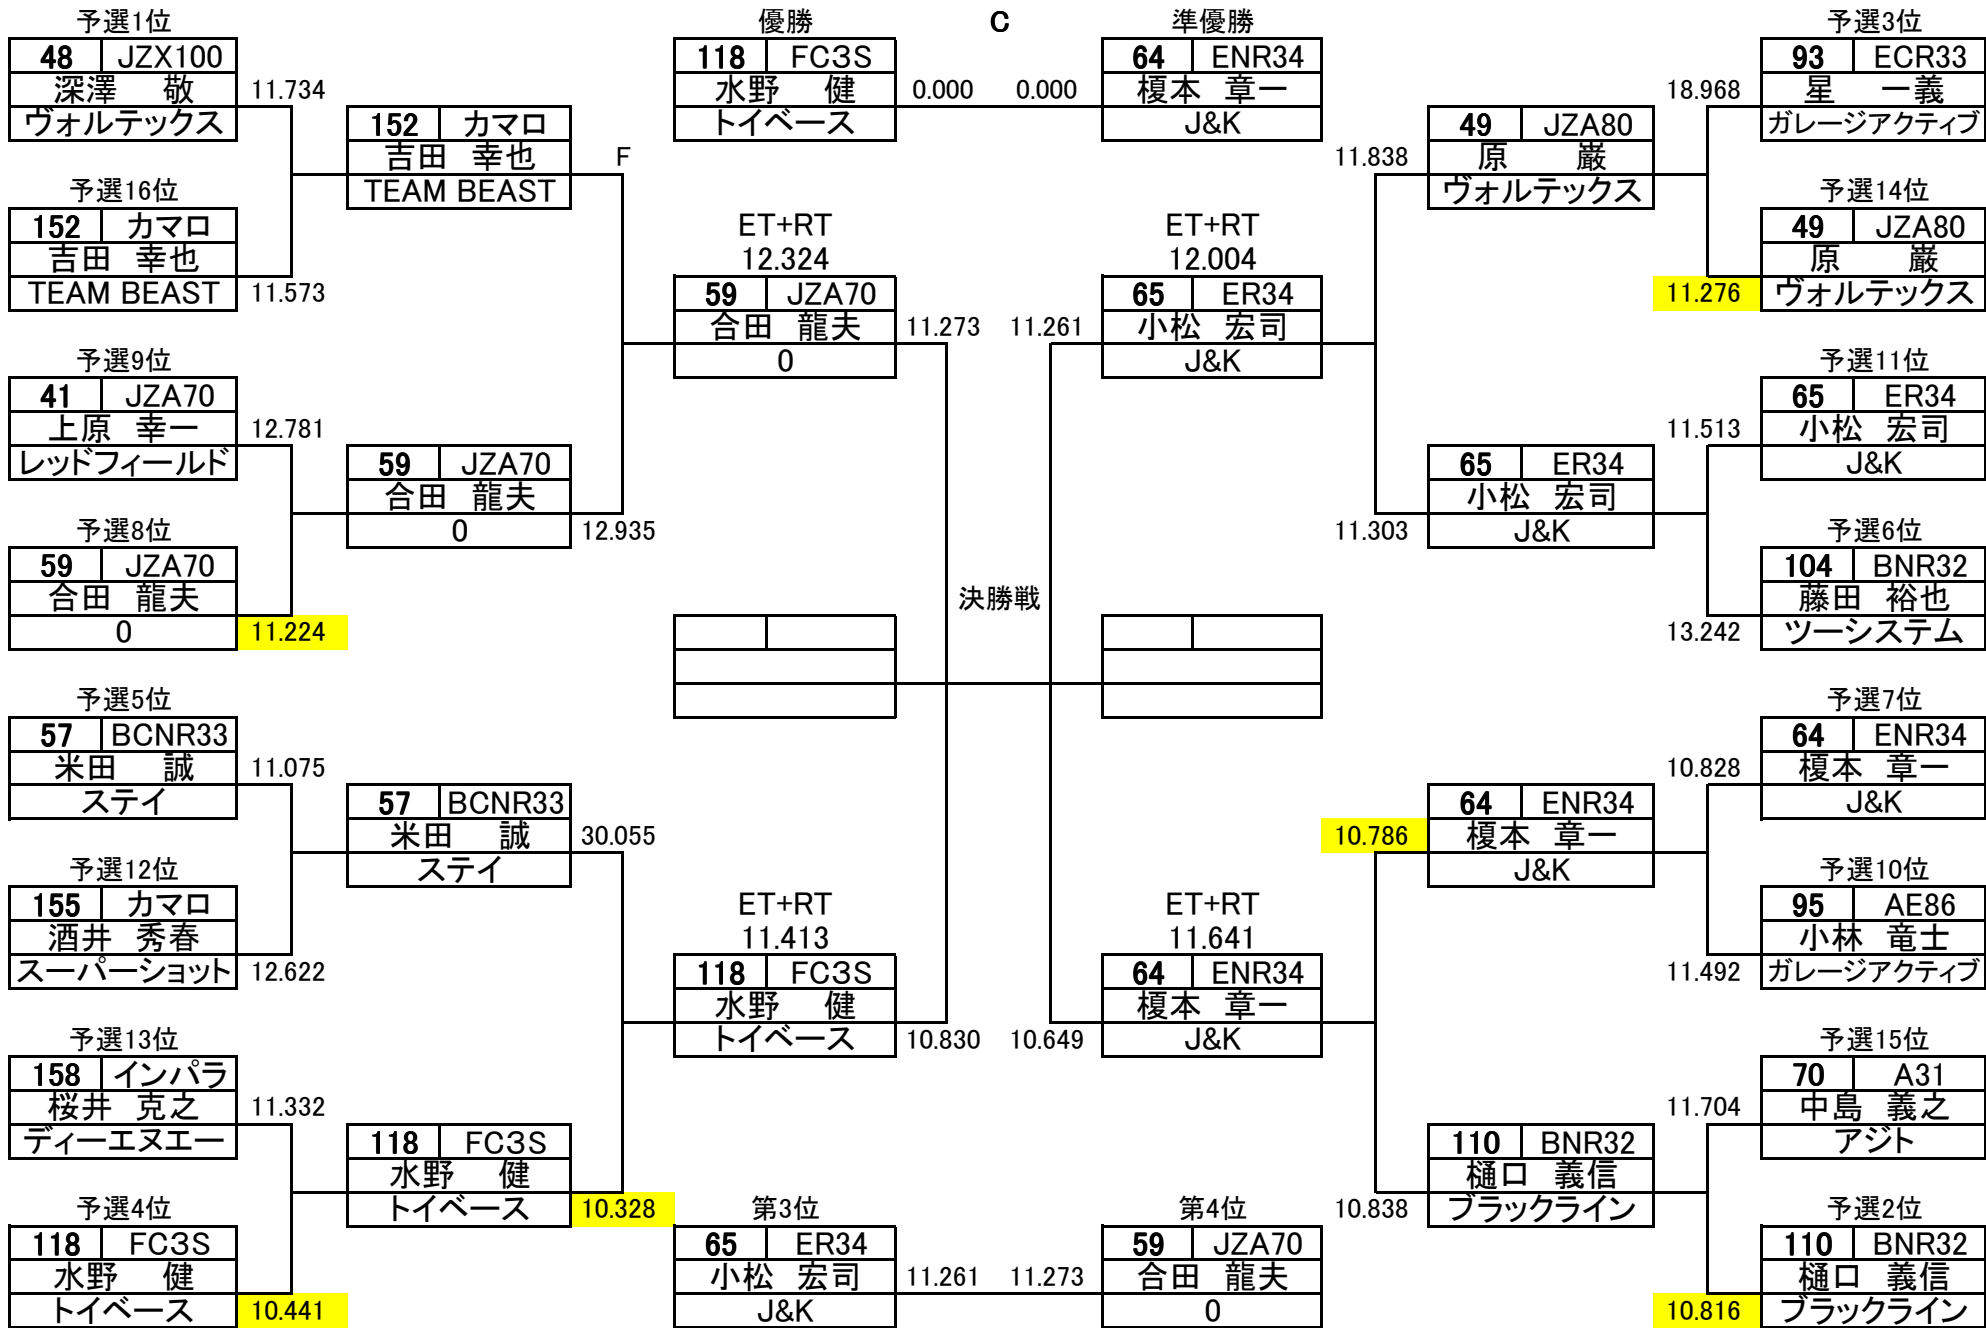 予選1位
48 JZX100
深澤 敬 11.734
ヴォルテックス
予選16位
152 カマロ
吉田 幸也
TEAM BEAST 11.573
予選9位
41 JZA70
上原 幸一 12.781
レッドフィールド
予選8位
59 JZA70
合田 龍夫
0 11.224
予選5位
57 BCNR33
米田 誠 11.075
ステイ
予選12位
155 カマロ
酒井 秀春
スーパーショット 12.622
予選13位
158 インパラ
桜井 克之 11.332
ディーエヌエー
予選4位
118 FC3S
水野 健
トイベース 10.441
152 カマロ
吉田 幸也 F
TEAM BEAST
59 JZA70
合田 龍夫
0 12.935
57 BCNR33
米田 誠 30.055
ステイ
118 FC3S
水野 健
トイベース 10.328
優勝
118 FC3S
水野 健 0.000
トイベース
C
準優勝
64 ENR34
0.000 榎本 章一
J&K
ET+RT
12.324
59 JZA70
合田 龍夫 11.273
0
ET+RT
12.004
65 ER34
11.261 小松 宏司
J&K
決勝戦
ET+RT
11.413
118 FC3S
水野 健
トイベース 10.830
ET+RT
11.641
64 ENR34
榎本 章一
10.649 J&K
第3位
65 ER34
小松 宏司 11.261
J&K
第4位
59 JZA70
11.273 合田 龍夫
0
49 JZA80
11.838 原 巌
ヴォルテックス
65 ER34
小松 宏司
11.303 J&K
64 ENR34
10.786 榎本 章一
J&K
110 BNR32
樋口 義信
10.838 ブラックライン
予選3位
93 ECR33
18.968 星 一義
ガレージアクティブ
予選14位
49 JZA80
原 巌
11.276 ヴォルテックス
予選11位
65 ER34
11.513 小松 宏司
J&K
予選6位
104 BNR32
藤田 裕也
13.242 ツーシステム
予選7位
64 ENR34
10.828 榎本 章一
J&K
予選10位
95 AE86
小林 竜士
11.492 ガレージアクティブ
予選15位
70 A31
11.704 中島 義之
アジト
予選2位
110 BNR32
樋口 義信
10.816 ブラックライン